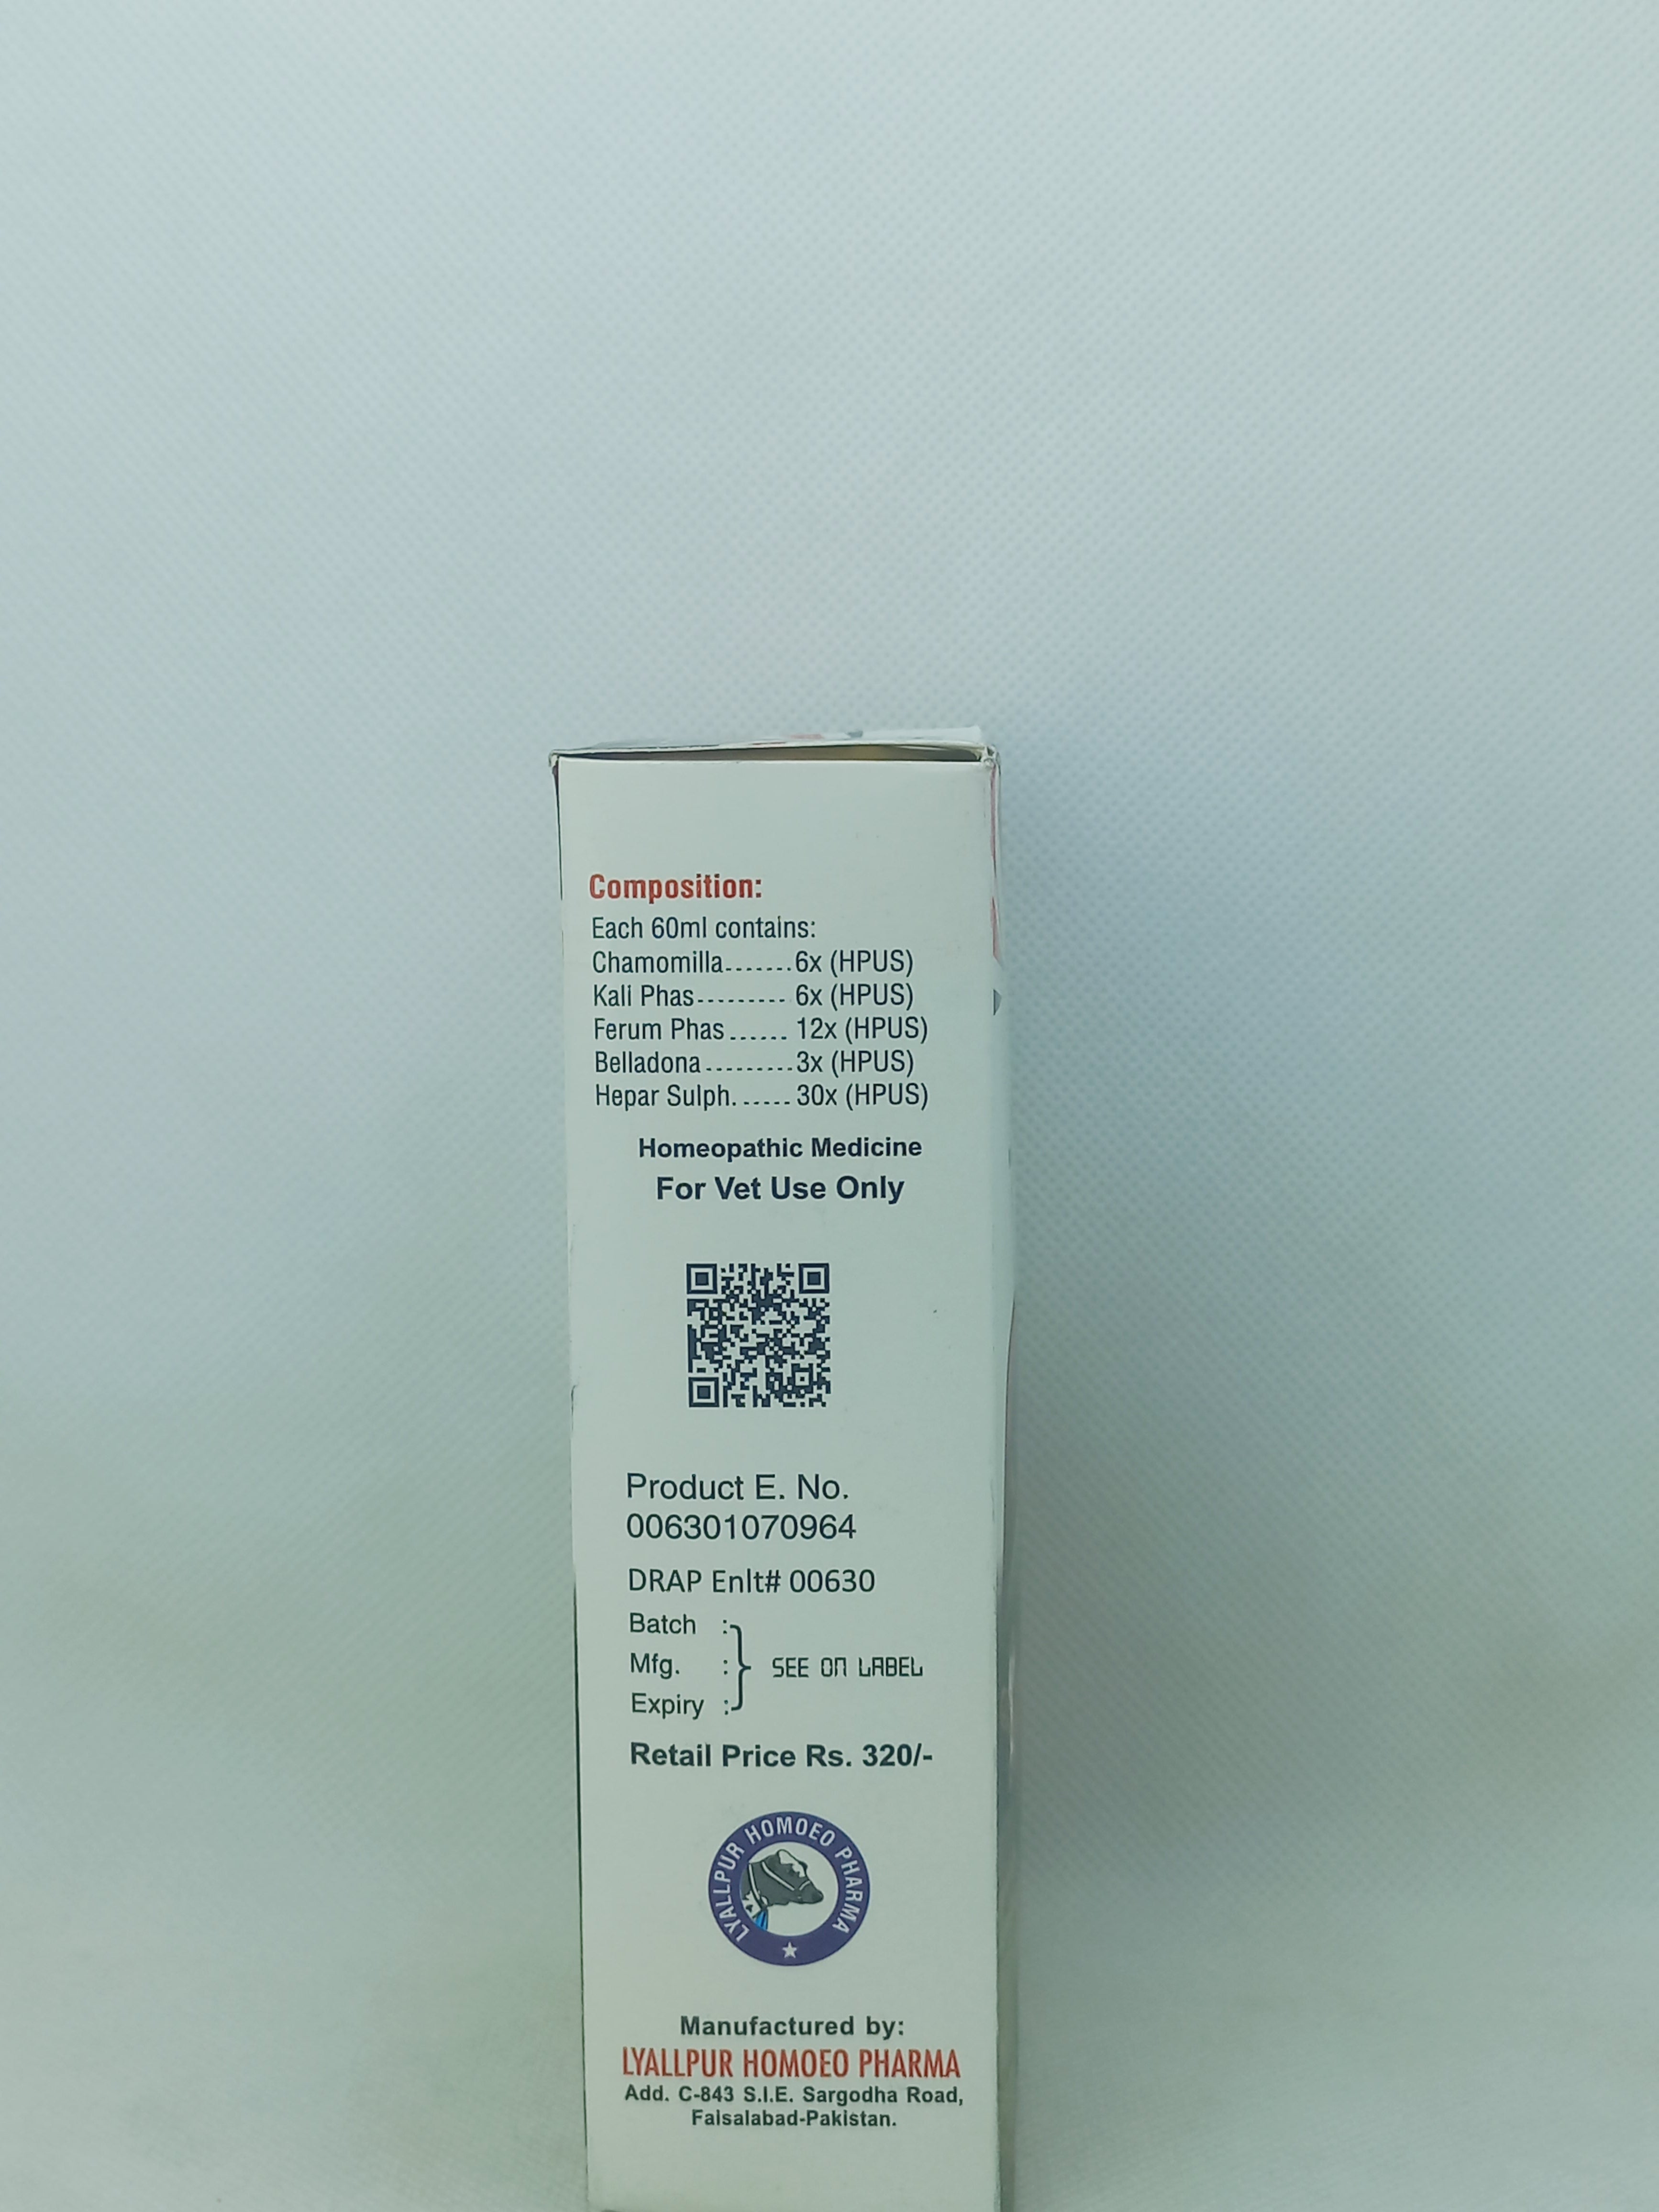 Composition:
Each 60ml contains:
Chamomilla.......6x (HPUS)
Kali Phas--------- 6x (HPUS)
Ferum Phas...... 12x (HPUS)
Belladona.........3x (HPUS)
Hepar Sulph...... 30x (HPUS)
Homeopathic Medicine
For Vet Use Only
Product E. No.
006301070964
DRAP Enlt# 00630
Batch :
Mfg. : SEE ON LABEL
Expiry :
Retail Price Rs. 320/-
LYALLPUR HOMOEO PHARMA
Manufactured by:
LYALLPUR HOMOEO PHARMA
Add. C-843 S.I.E. Sargodha Road,
Faisalabad-Pakistan.